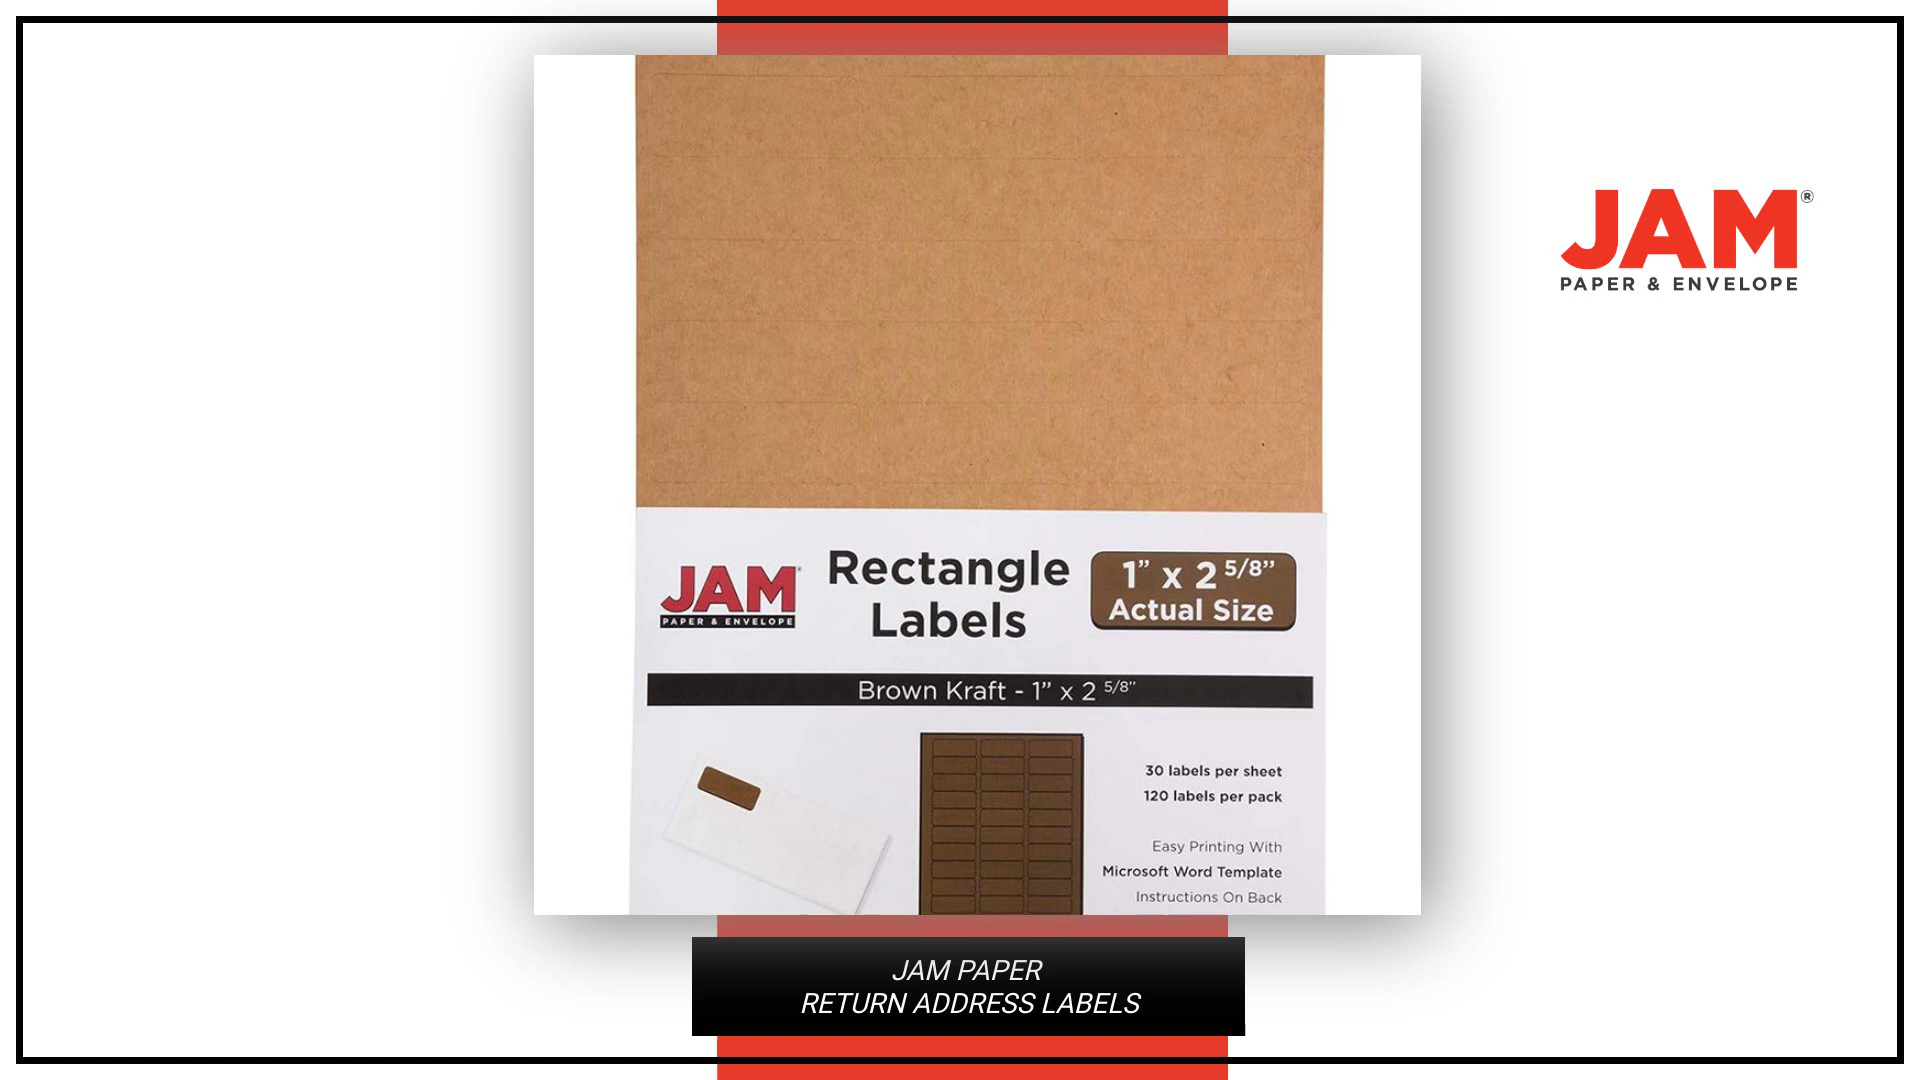 JAM®
PAPER & ENVELOPE
JAM®
PAPER & ENVELOPE
Rectangle
Labels
1” x 2 5/8”
Actual Size
Brown Kraft - 1” x 2 5/8”
30 labels per sheet
120 labels per pack
Easy Printing With
Microsoft Word Template
Instructions On Back
JAM PAPER
RETURN ADDRESS LABELS